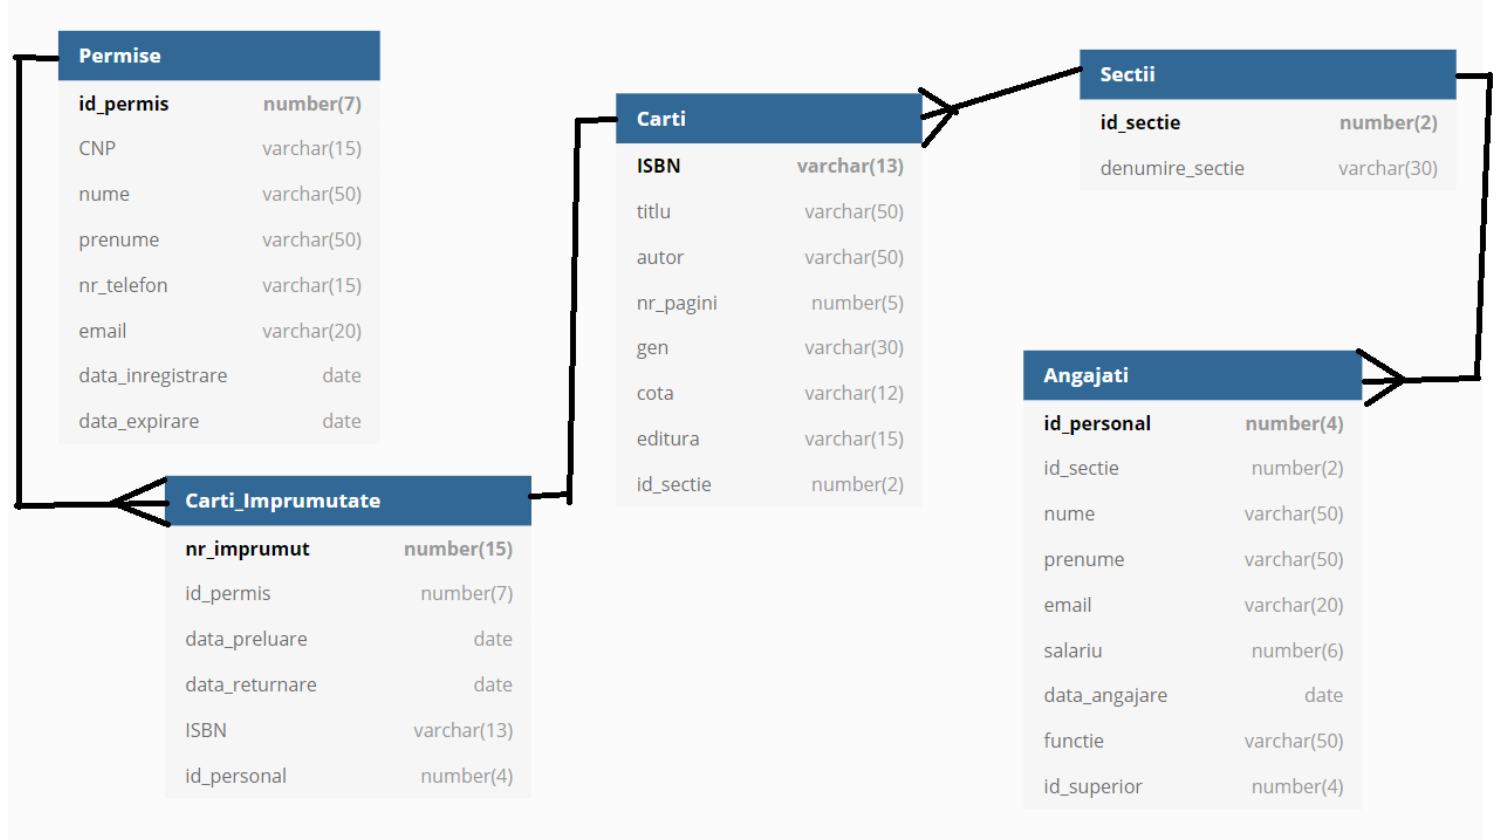 Permise
id_permis number(7)
CNP varchar(15)
nume varchar(50)
prenume varchar(50)
nr_telefon varchar(15)
email varchar(20)
data_inregistrare date
data_expirare date
Carti_Imprumutate
nr_imprumut number(15)
id_permis number(7)
data_preluare date
data_returnare date
ISBN varchar(13)
id_personal number(4)
Carti
ISBN varchar(13)
titlu varchar(50)
autor varchar(50)
nr_pagini number(5)
gen varchar(30)
cota varchar(12)
editura varchar(15)
id_sectie number(2)
Sectii
id_sectie number(2)
denumire_sectie varchar(30)
Angajati
id_personal number(4)
id_sectie number(2)
nume varchar(50)
prenume varchar(50)
email varchar(20)
salariu number(6)
data_angajare date
functie varchar(50)
id_superior number(4)